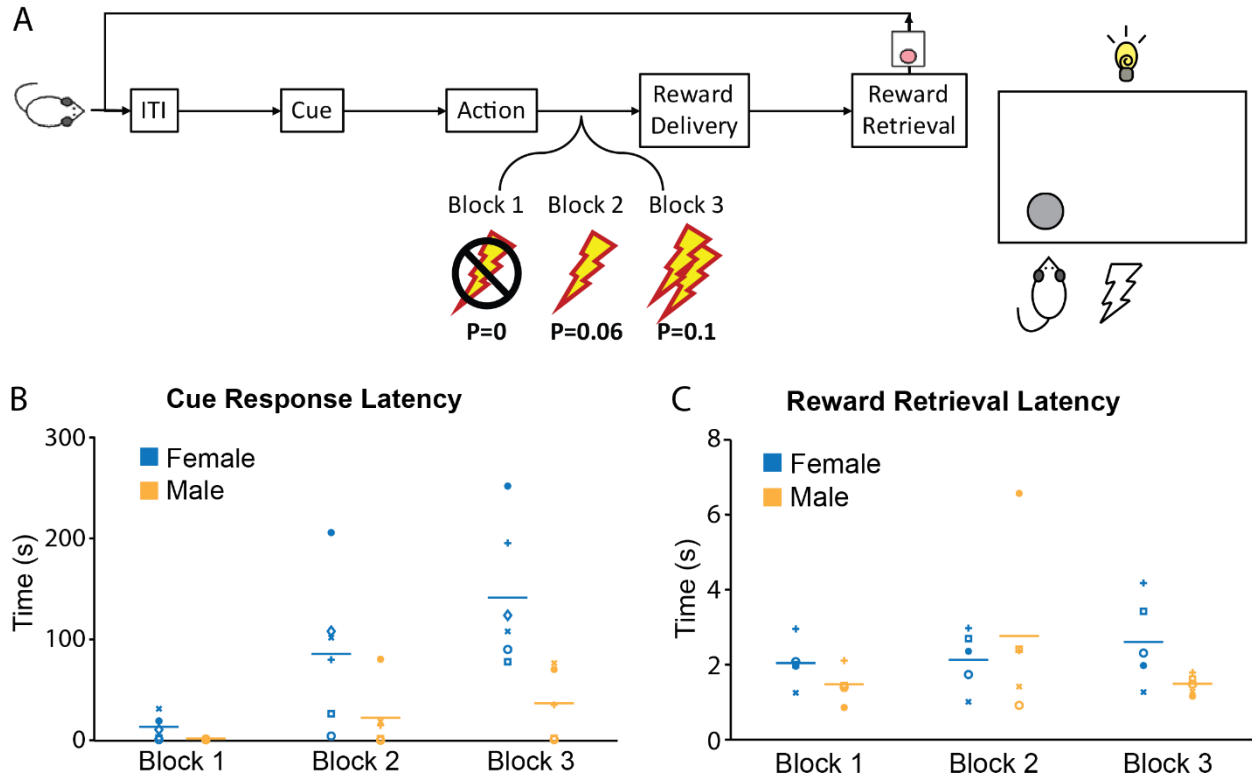 A
ITI
Cue
Action
Reward
Delivery
Reward
Retrieval
Block 1
Block 2
Block 3
P=0
P=0.06
P=0.1
B
Cue Response Latency
300
200
100
0
Time (s)
Female
Male
Block 1
Block 2
Block 3
C
Reward Retrieval Latency
8
6
4
2
0
Time (s)
Female
Male
Block 1
Block 2
Block 3